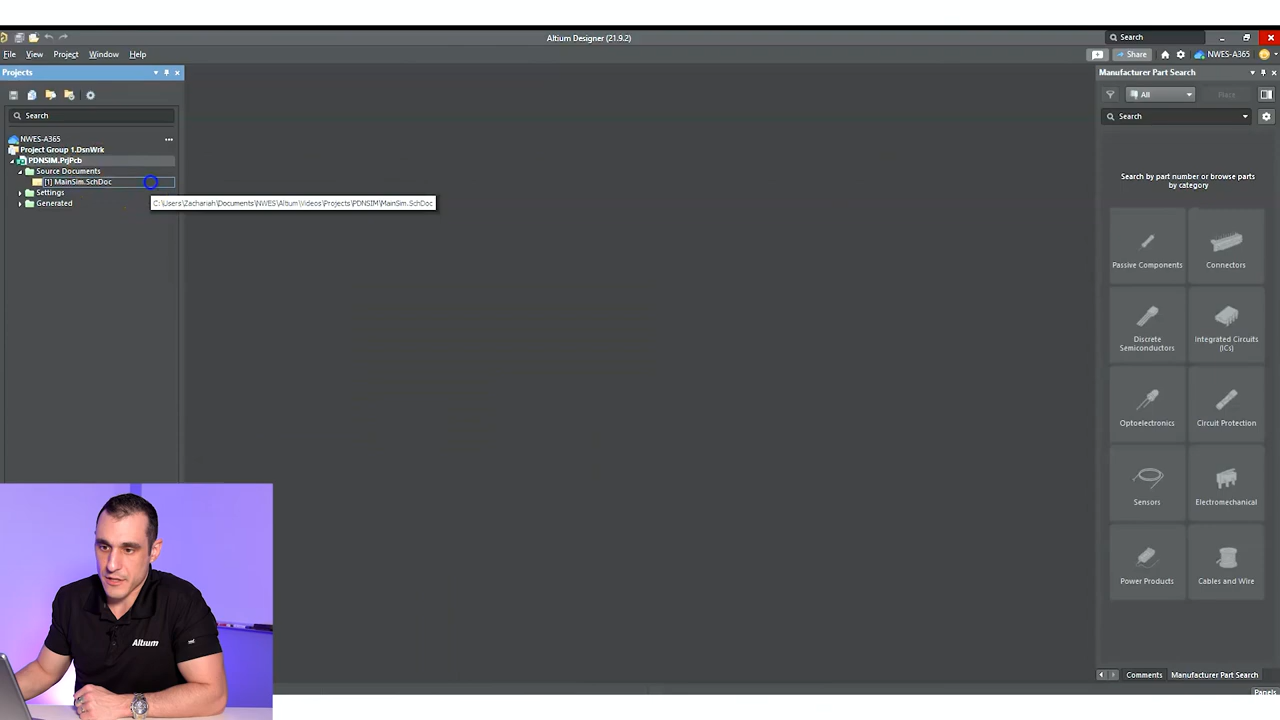 Altium Designer (21.9.2)
Search
File
View
Project
Window
Help
Share
NWES-A365
Projects
Manufacturer Part Search
All
Place
Search
Search
NWES-A365
Project Group 1.DsnWrk
PDNSIM.PrjPcb
Source Documents
[1] MainSim.SchDoc
Settings
Generated
C:\Users\Zachariah\Documents\NWES\Altium\Videos\Projects\PDNSIM\MainSim.SchDoc
Search by part number or browse parts
by category
Passive Components
Connectors
Discrete
Semiconductors
Integrated Circuits
(ICs)
Optoelectronics
Circuit Protection
Sensors
Electromechanical
Power Products
Cables and Wire
Altium
Comments
Manufacturer Part Search
Panels